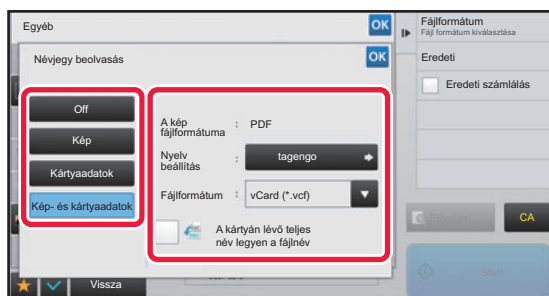 Egyéb
OK
Névjegy beolvasás
OK
Off
Kép
Kártyaadatok
Kép- és kártyaadatok
A kép
fájlformátuma : PDF
Nyelv
beállítás : tagengo
Fájlformátum : vCard (*.vcf)
A kártyán lévő teljes
név legyen a fájlnév
Vissza
Fájlformátum
Fájl formátum kiválasztása
Eredeti
Eredeti számlálás
CA
Start